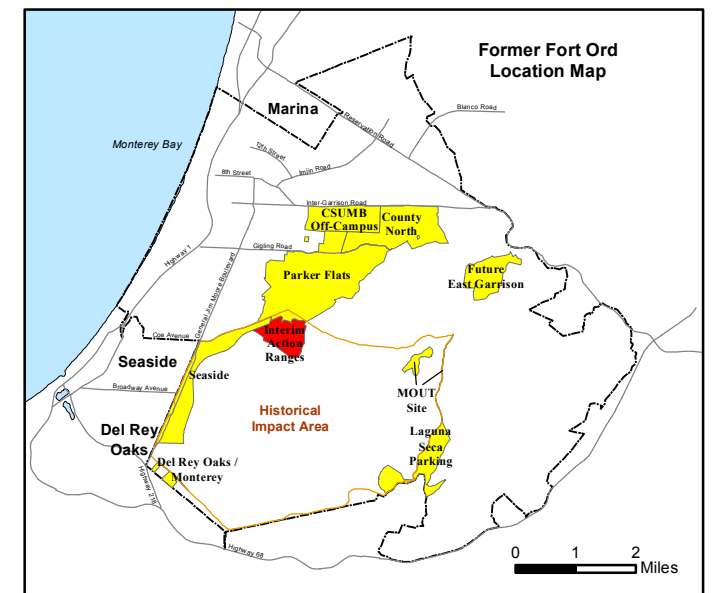 Former Fort Ord
Location Map
Marina
Blanco Road
Reservation Road
Monterey Bay
12th Street
Imjin Road
8th Street
Inter-Garrison Road
CSUMB
Off-Campus
County
North
Gigling Road
Highway 1
General Jim Moore Boulevard
Parker Flats
Future
East Garrison
Coe Avenue
Interim
Action
Ranges
Seaside
Seaside
Broadway Avenue
MOUT
Site
Historical
Impact Area
Del Rey
Oaks
Laguna
Seca
Parking
Del Rey Oaks /
Monterey
Highway 218
Highway 68
0 1 2
Miles